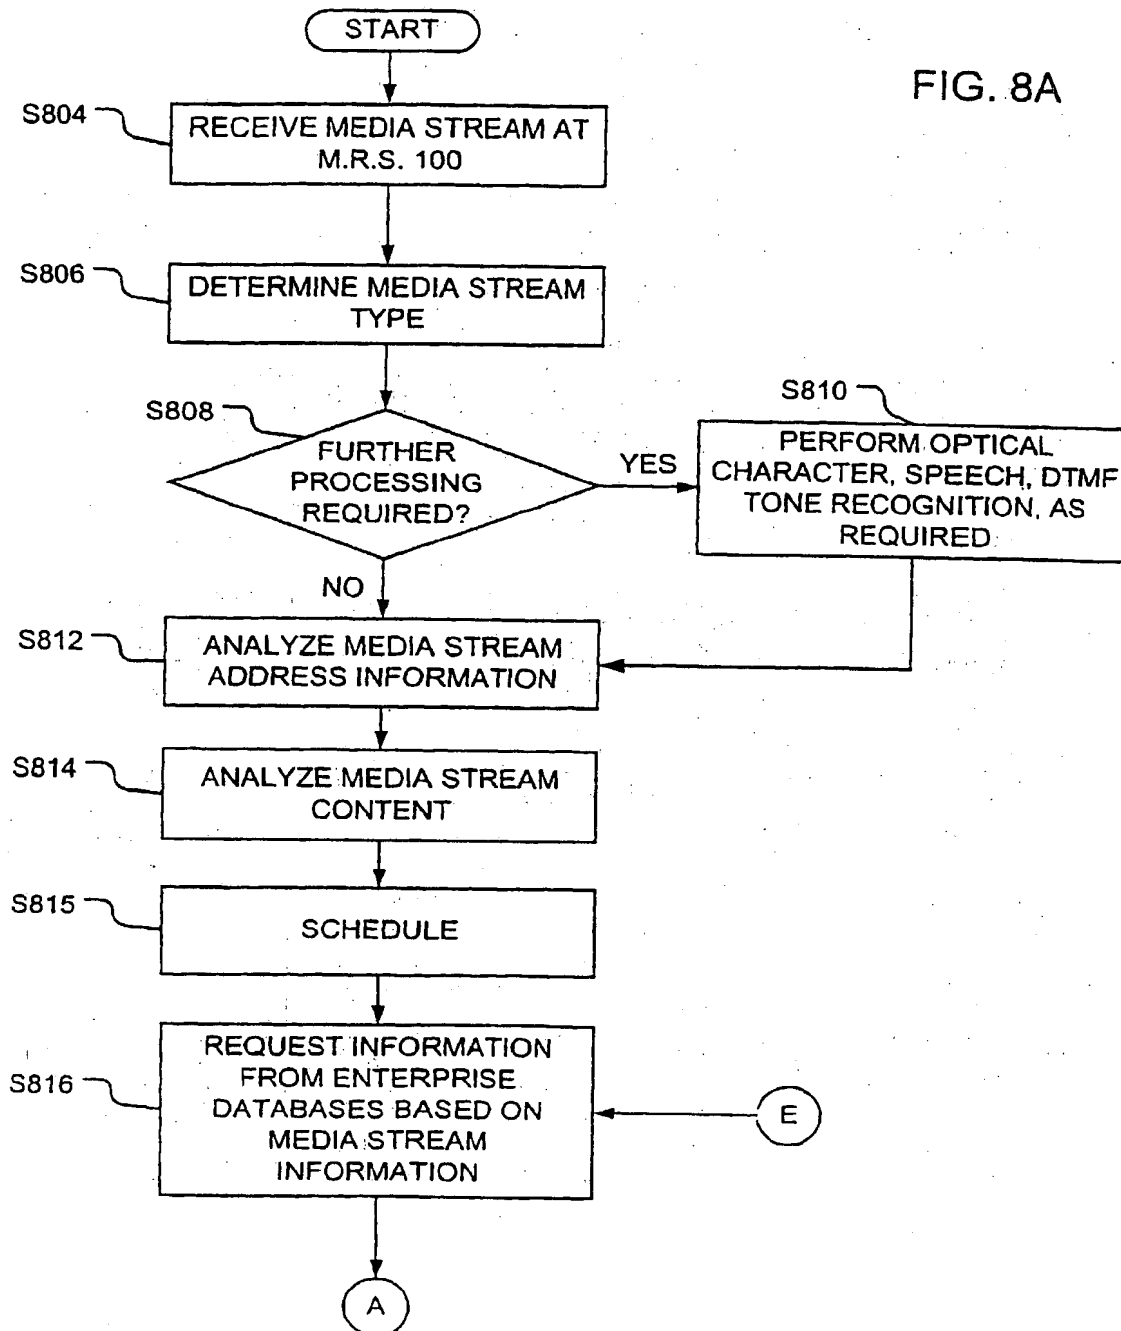 START
FIG. 8A
S804
RECEIVE MEDIA STREAM AT
M.R.S. 100
S806
DETERMINE MEDIA STREAM
TYPE
S808
FURTHER
PROCESSING
REQUIRED?
YES
S810
PERFORM OPTICAL
CHARACTER, SPEECH, DTMF
TONE RECOGNITION, AS
REQUIRED
NO
S812
ANALYZE MEDIA STREAM
ADDRESS INFORMATION
S814
ANALYZE MEDIA STREAM
CONTENT
S815
SCHEDULE
S816
REQUEST INFORMATION
FROM ENTERPRISE
DATABASES BASED ON
MEDIA STREAM
INFORMATION
E
A